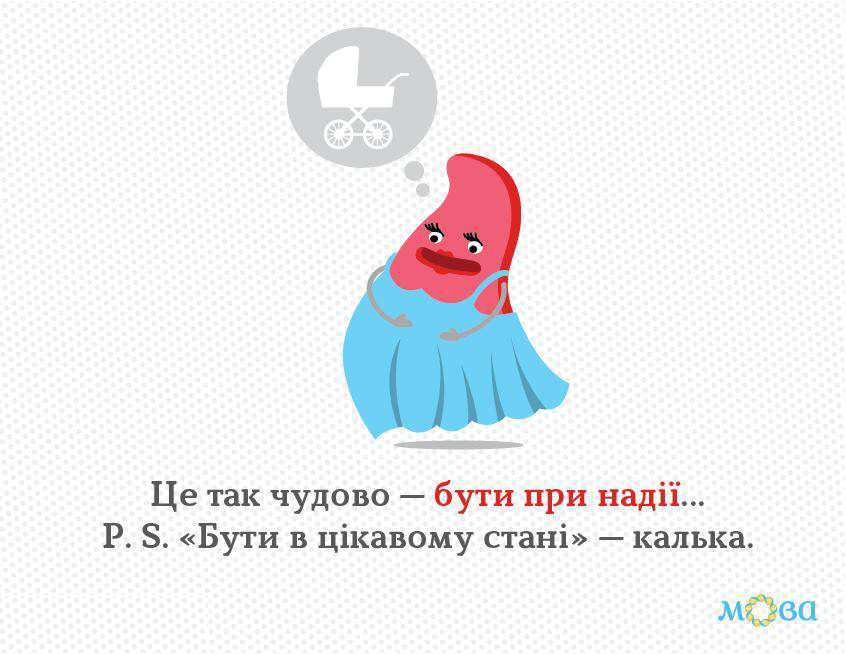 Це так чудово — бути при надії...
P. S. «Бути в цікавому стані» — калька.
мова